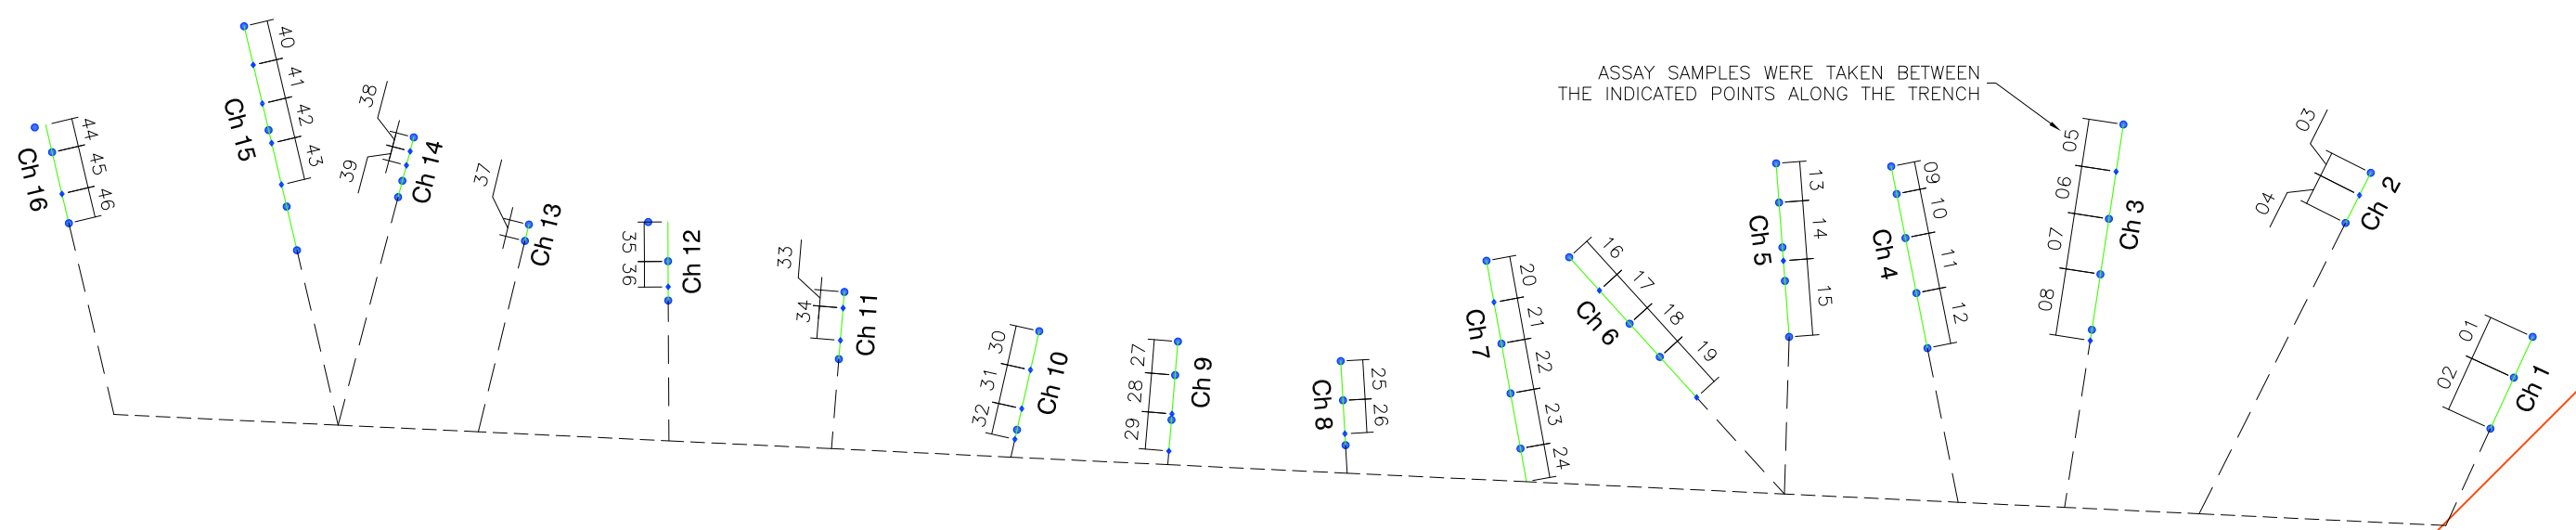 ASSAY SAMPLES WERE TAKEN BETWEEN
THE INDICATED POINTS ALONG THE TRENCH
44
45
46
Ch 16
40
41
42
43
Ch 15
38
39
Ch 14
37
Ch 13
35
36
Ch 12
33
34
Ch 11
30
31
32
Ch 10
27
28
29
Ch 9
25
26
Ch 8
20
21
22
23
24
Ch 7
16
17
18
19
Ch 6
13
14
15
Ch 5
09
10
11
12
Ch 4
05
06
07
08
Ch 3
03
04
Ch 2
01
02
Ch 1